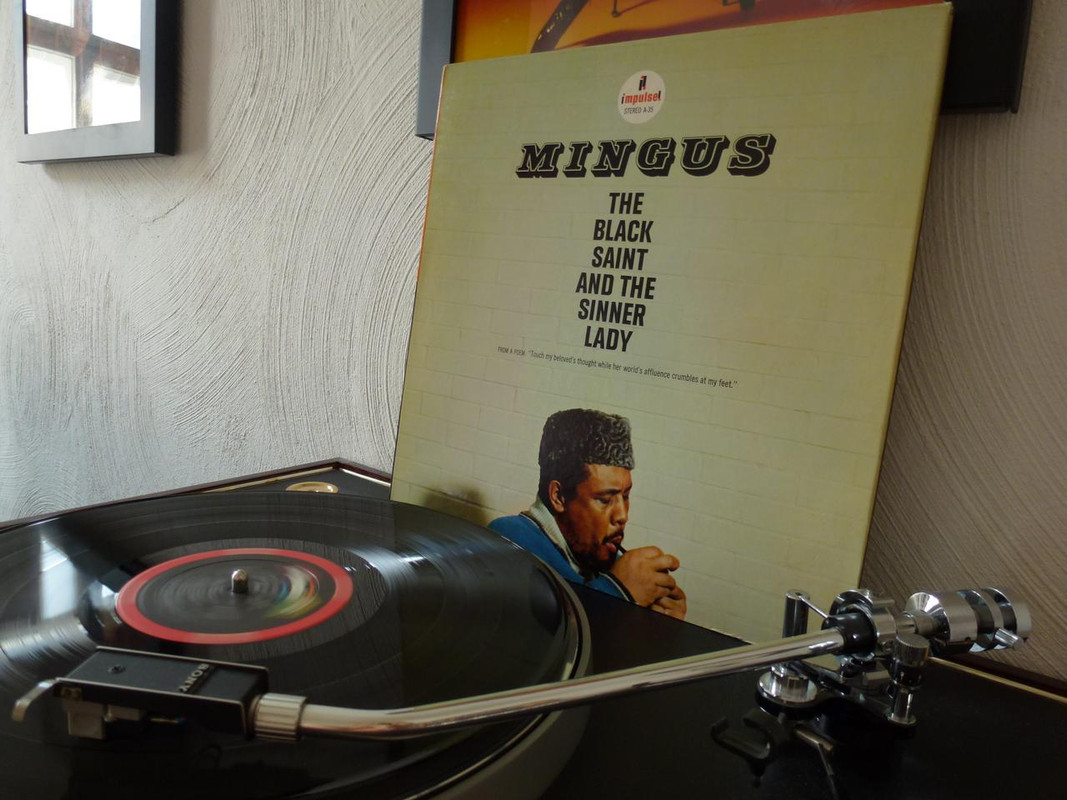 impulse!
STEREO A-35
MINGUS
THE
BLACK
SAINT
AND THE
SINNER
LADY
FROM A POEM "Touch my beloved's thought while her world's affluence crumbles at my feet."